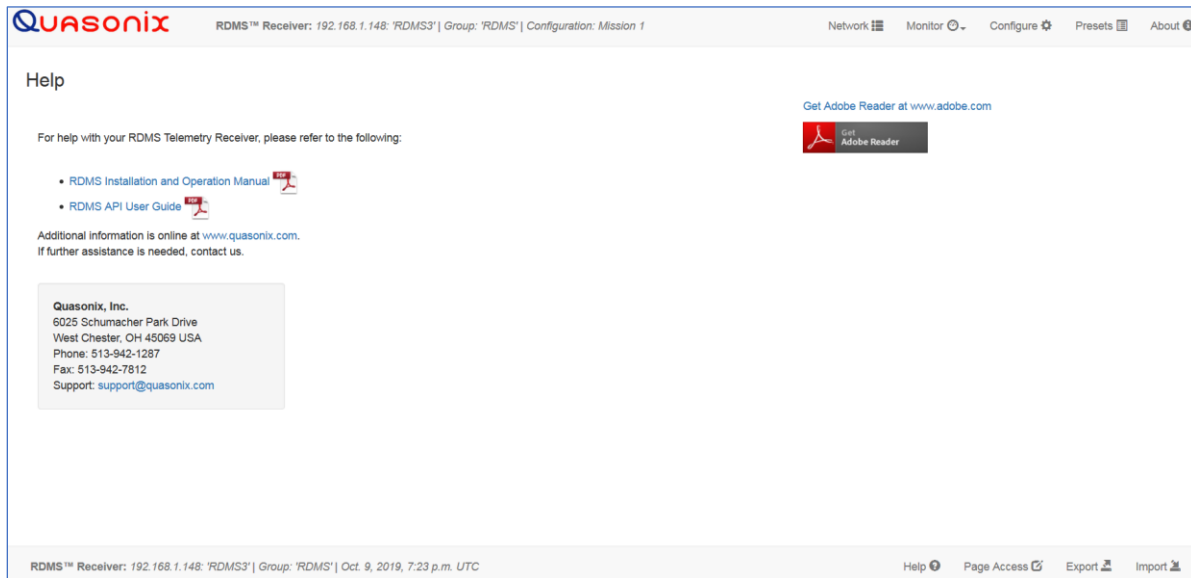 Quasonix
RDMS™ Receiver: 192.168.1.148: 'RDMS3' | Group: 'RDMS' | Configuration: Mission 1
Network
Monitor
Configure
Presets
About
Help
Get Adobe Reader at www.adobe.com
Get
Adobe Reader
For help with your RDMS Telemetry Receiver, please refer to the following:
• RDMS Installation and Operation Manual PDF
• RDMS API User Guide PDF
Additional information is online at www.quasonix.com.
If further assistance is needed, contact us.
Quasonix, Inc.
6025 Schumacher Park Drive
West Chester, OH 45069 USA
Phone: 513-942-1287
Fax: 513-942-7812
Support: support@quasonix.com
RDMS™ Receiver: 192.168.1.148: 'RDMS3' | Group: 'RDMS' | Oct. 9, 2019, 7:23 p.m. UTC
Help
Page Access
Export
Import